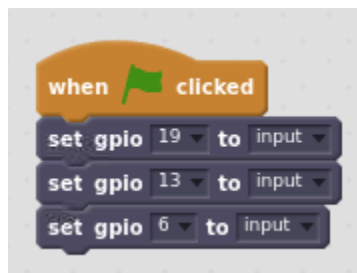 when clicked
set gpio 19 to input
set gpio 13 to input
set gpio 6 to input